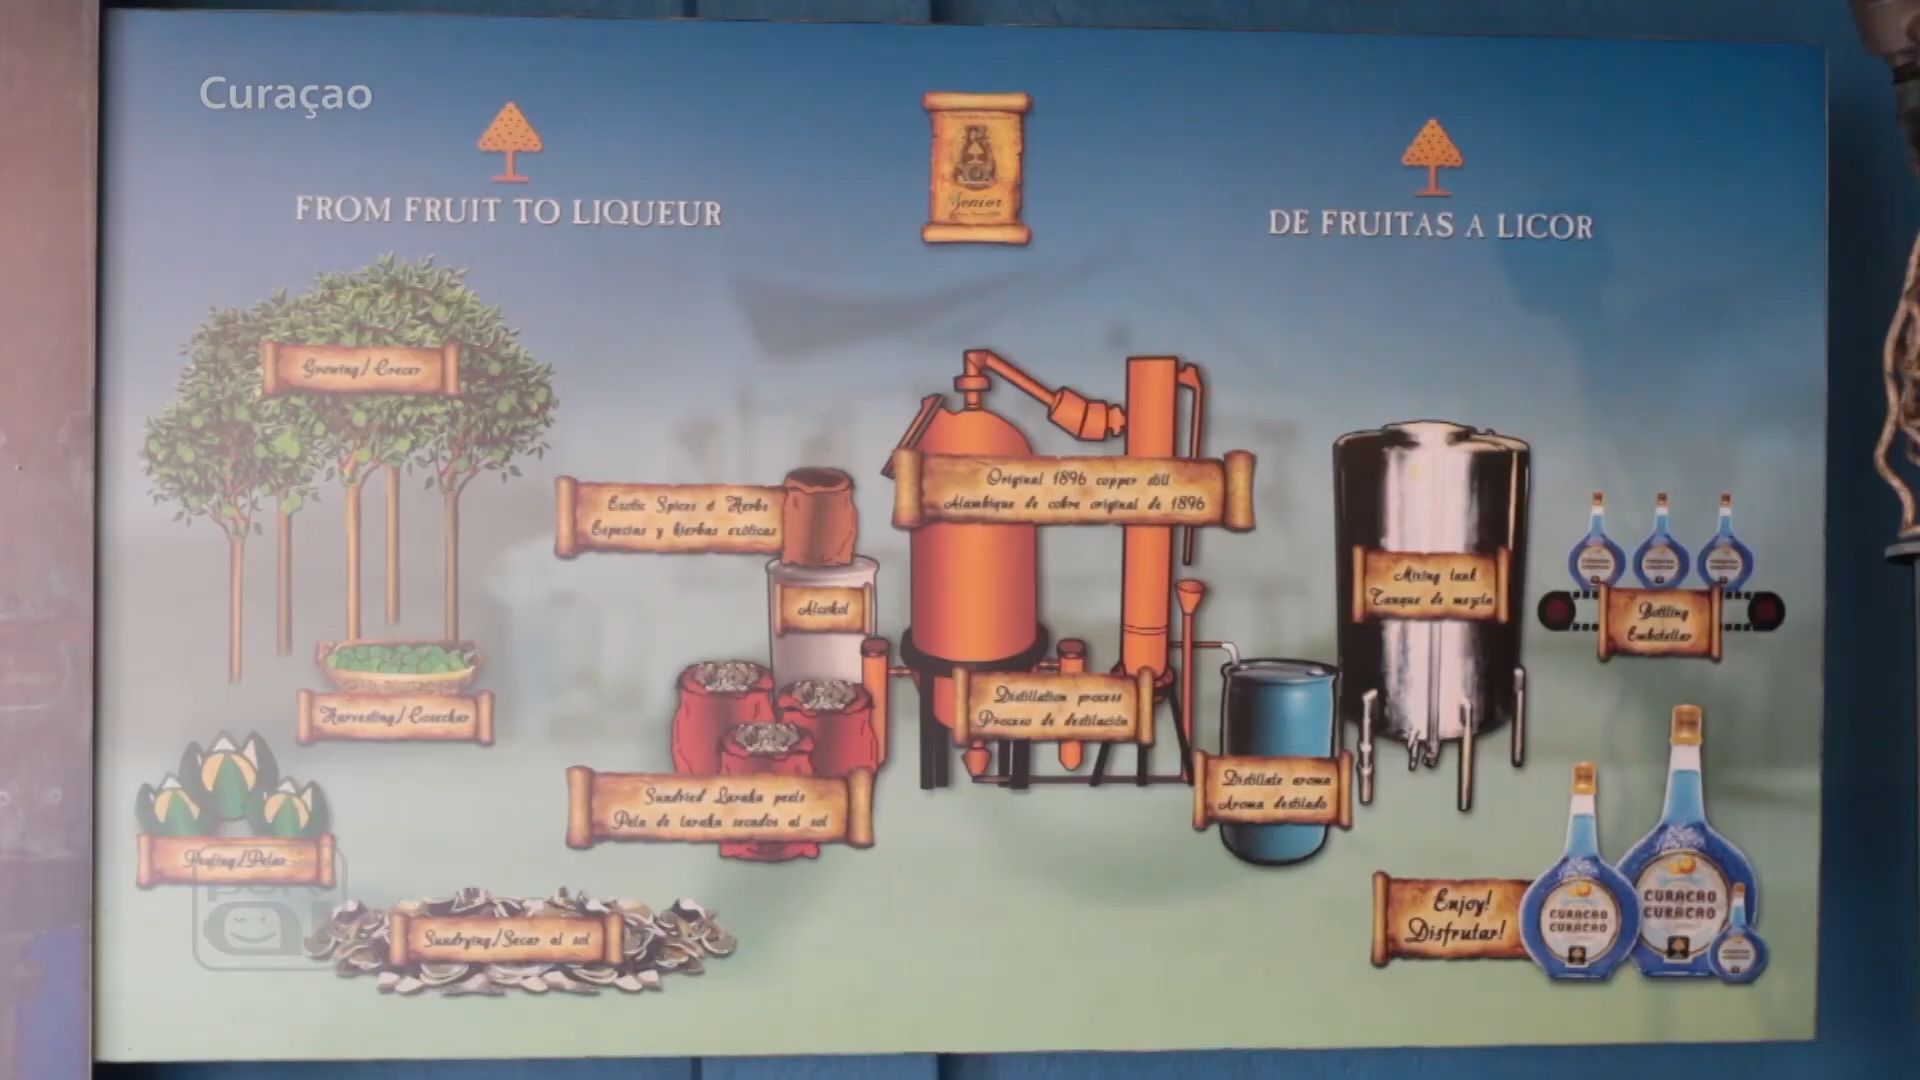 Curaçao
FROM FRUIT TO LIQUEUR
Senior
DE FRUITAS A LICOR
Growing/Crecer
Exotic Spices & Herbs
Especias y hierbas exóticas
Original 1896 copper still
Alambique de cobre original de 1896
Alcohol
Mixing tank
Tanque de mezcla
Bottling
Embotellar
Harvesting/Cosechar
Distillation process
Proceso de destilación
Sundried Laraha peels
Pela de laraha secados al sol
Distillate aroma
Aroma destilado
Peeling/Pelar
Sundrying/Secar al sol
Enjoy!
Disfrutar!
CURAÇAO
CURAÇAO
CURAÇAO
CURAÇAO